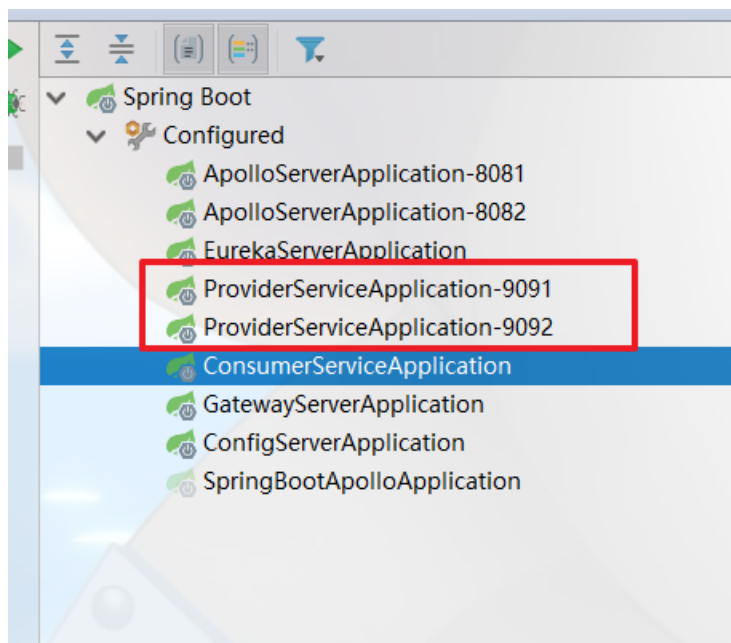 Spring Boot
Configured
ApolloServerApplication-8081
ApolloServerApplication-8082
EurekaServerApplication
ProviderServiceApplication-9091
ProviderServiceApplication-9092
ConsumerServiceApplication
GatewayServerApplication
ConfigServerApplication
SpringBootApolloApplication